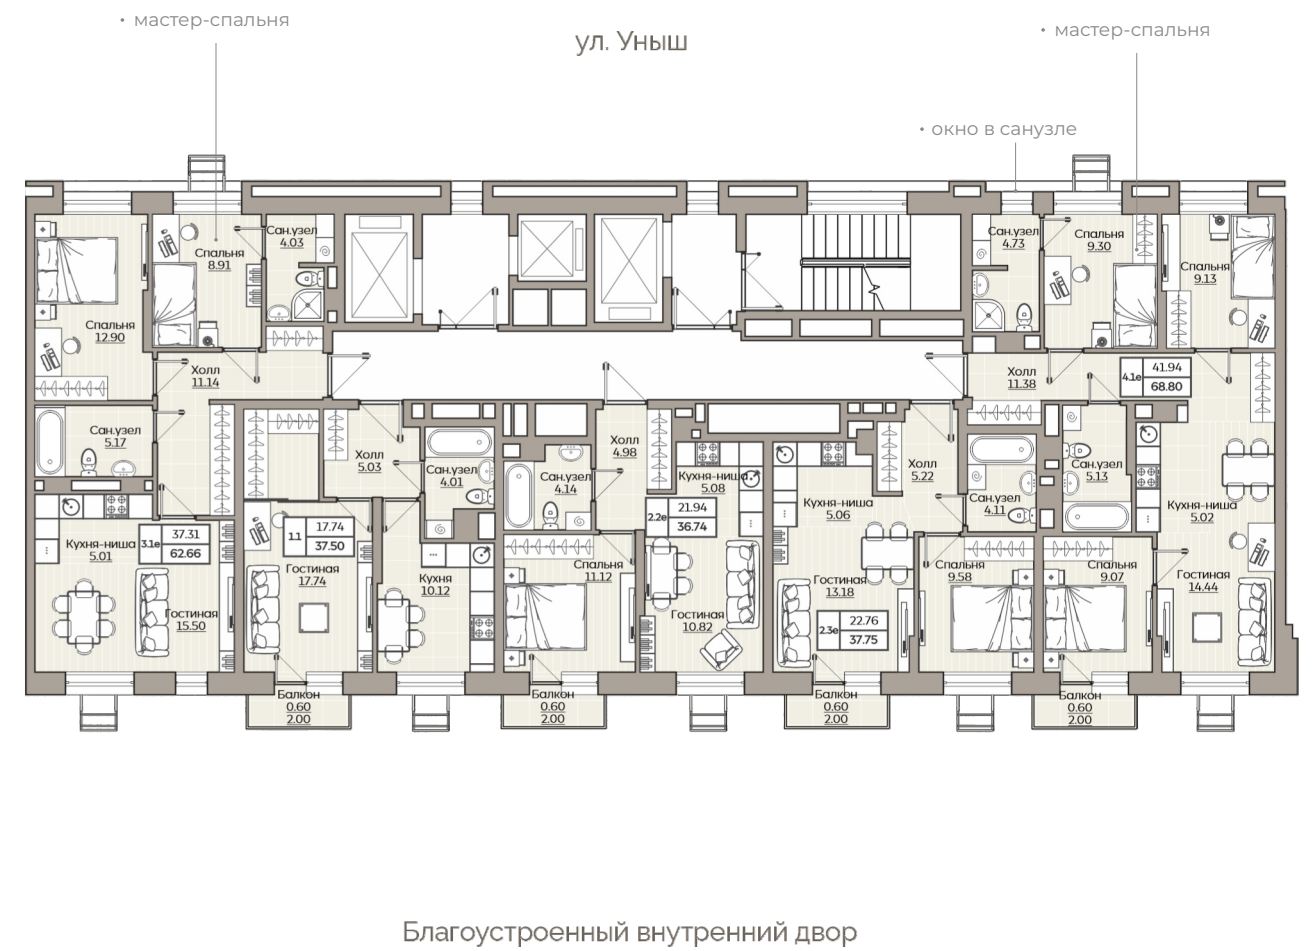 • мастер-спальня
ул. Уныш
• мастер-спальня
• окно в санузле
Сан.узел
4.03
Спальня
8.91
Спальня
12.90
Холл
11.14
Сан.узел
4.73
Спальня
9.30
Спальня
9.13
Холл
11.38
4.1е
41.94
68.80
Сан.узел
5.17
Холл
5.03
Сан.узел
4.01
Сан.узел
4.14
Холл
4.98
Кухня-ниша
5.08
Холл
5.22
Сан.узел
5.13
Кухня-ниша
5.01
3.1е
37.31
62.66
1.1
17.74
37.50
2.2е
21.94
36.74
Кухня-ниша
5.06
Сан.узел
4.11
Кухня-ниша
5.02
Гостиная
15.50
Гостиная
17.74
Кухня
10.12
Спальня
11.12
Гостиная
10.82
Гостиная
13.18
2.3е
22.76
37.75
Спальня
9.58
Спальня
9.07
Гостиная
14.44
Балкон
0.60
2.00
Балкон
0.60
2.00
Балкон
0.60
2.00
Балкон
0.60
2.00
Благоустроенный внутренний двор